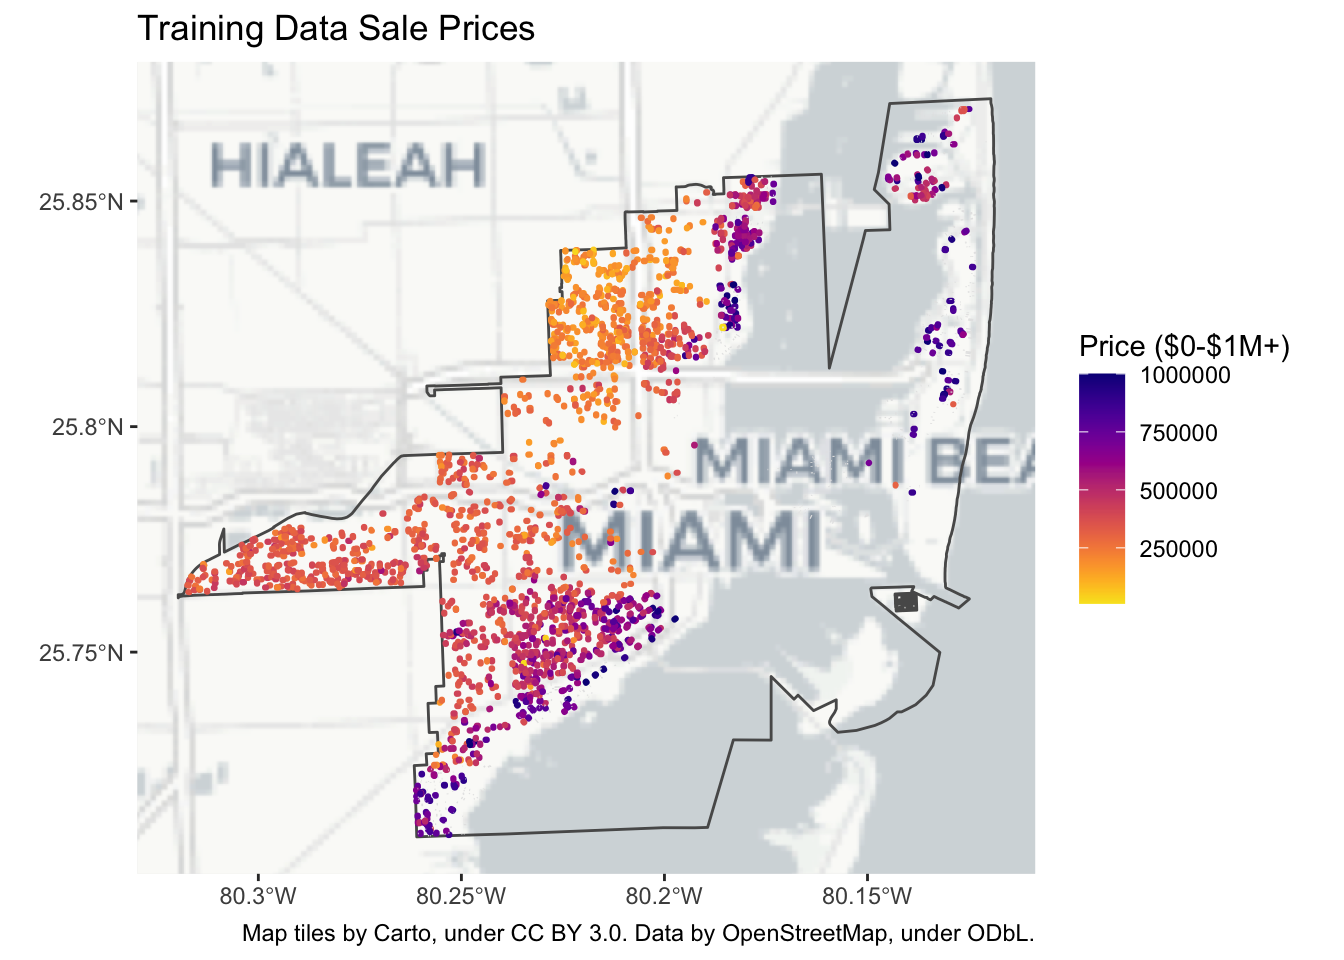 Training Data Sale Prices
HIALEAH
25.85°N
Price ($0-$1M+)
1000000
25.8°N
750000
MIAMI BEA
500000
MIAMI
250000
25.75°N
80.3°W
80.25°W
80.2°W
80.15°W
Map tiles by Carto, under CC BY 3.0. Data by OpenStreetMap, under ODbL.